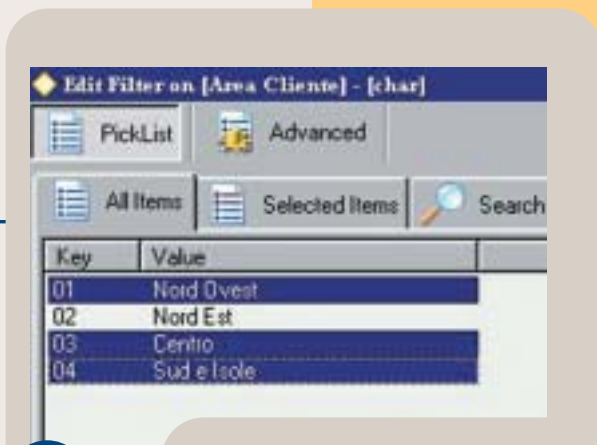 Edit Filter on [Area Cliente] - [char]
PickList Advanced
All Items Selected Items Search
Key Value
01 Nord Ovest
02 Nord Est
03 Centro
04 Sud e Isole